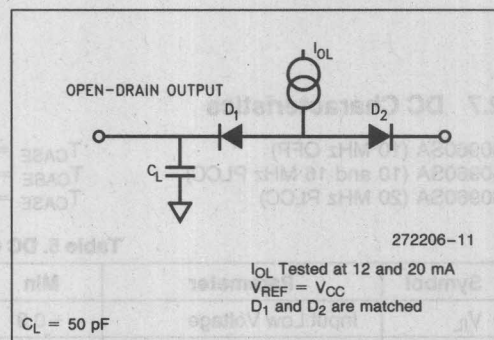 I_OL
OPEN-DRAIN OUTPUT
D₁
D₂
C_L
272206-11
I_OL Tested at 12 and 20 mA
V_REF = V_CC
D₁ and D₂ are matched
C_L = 50 pF